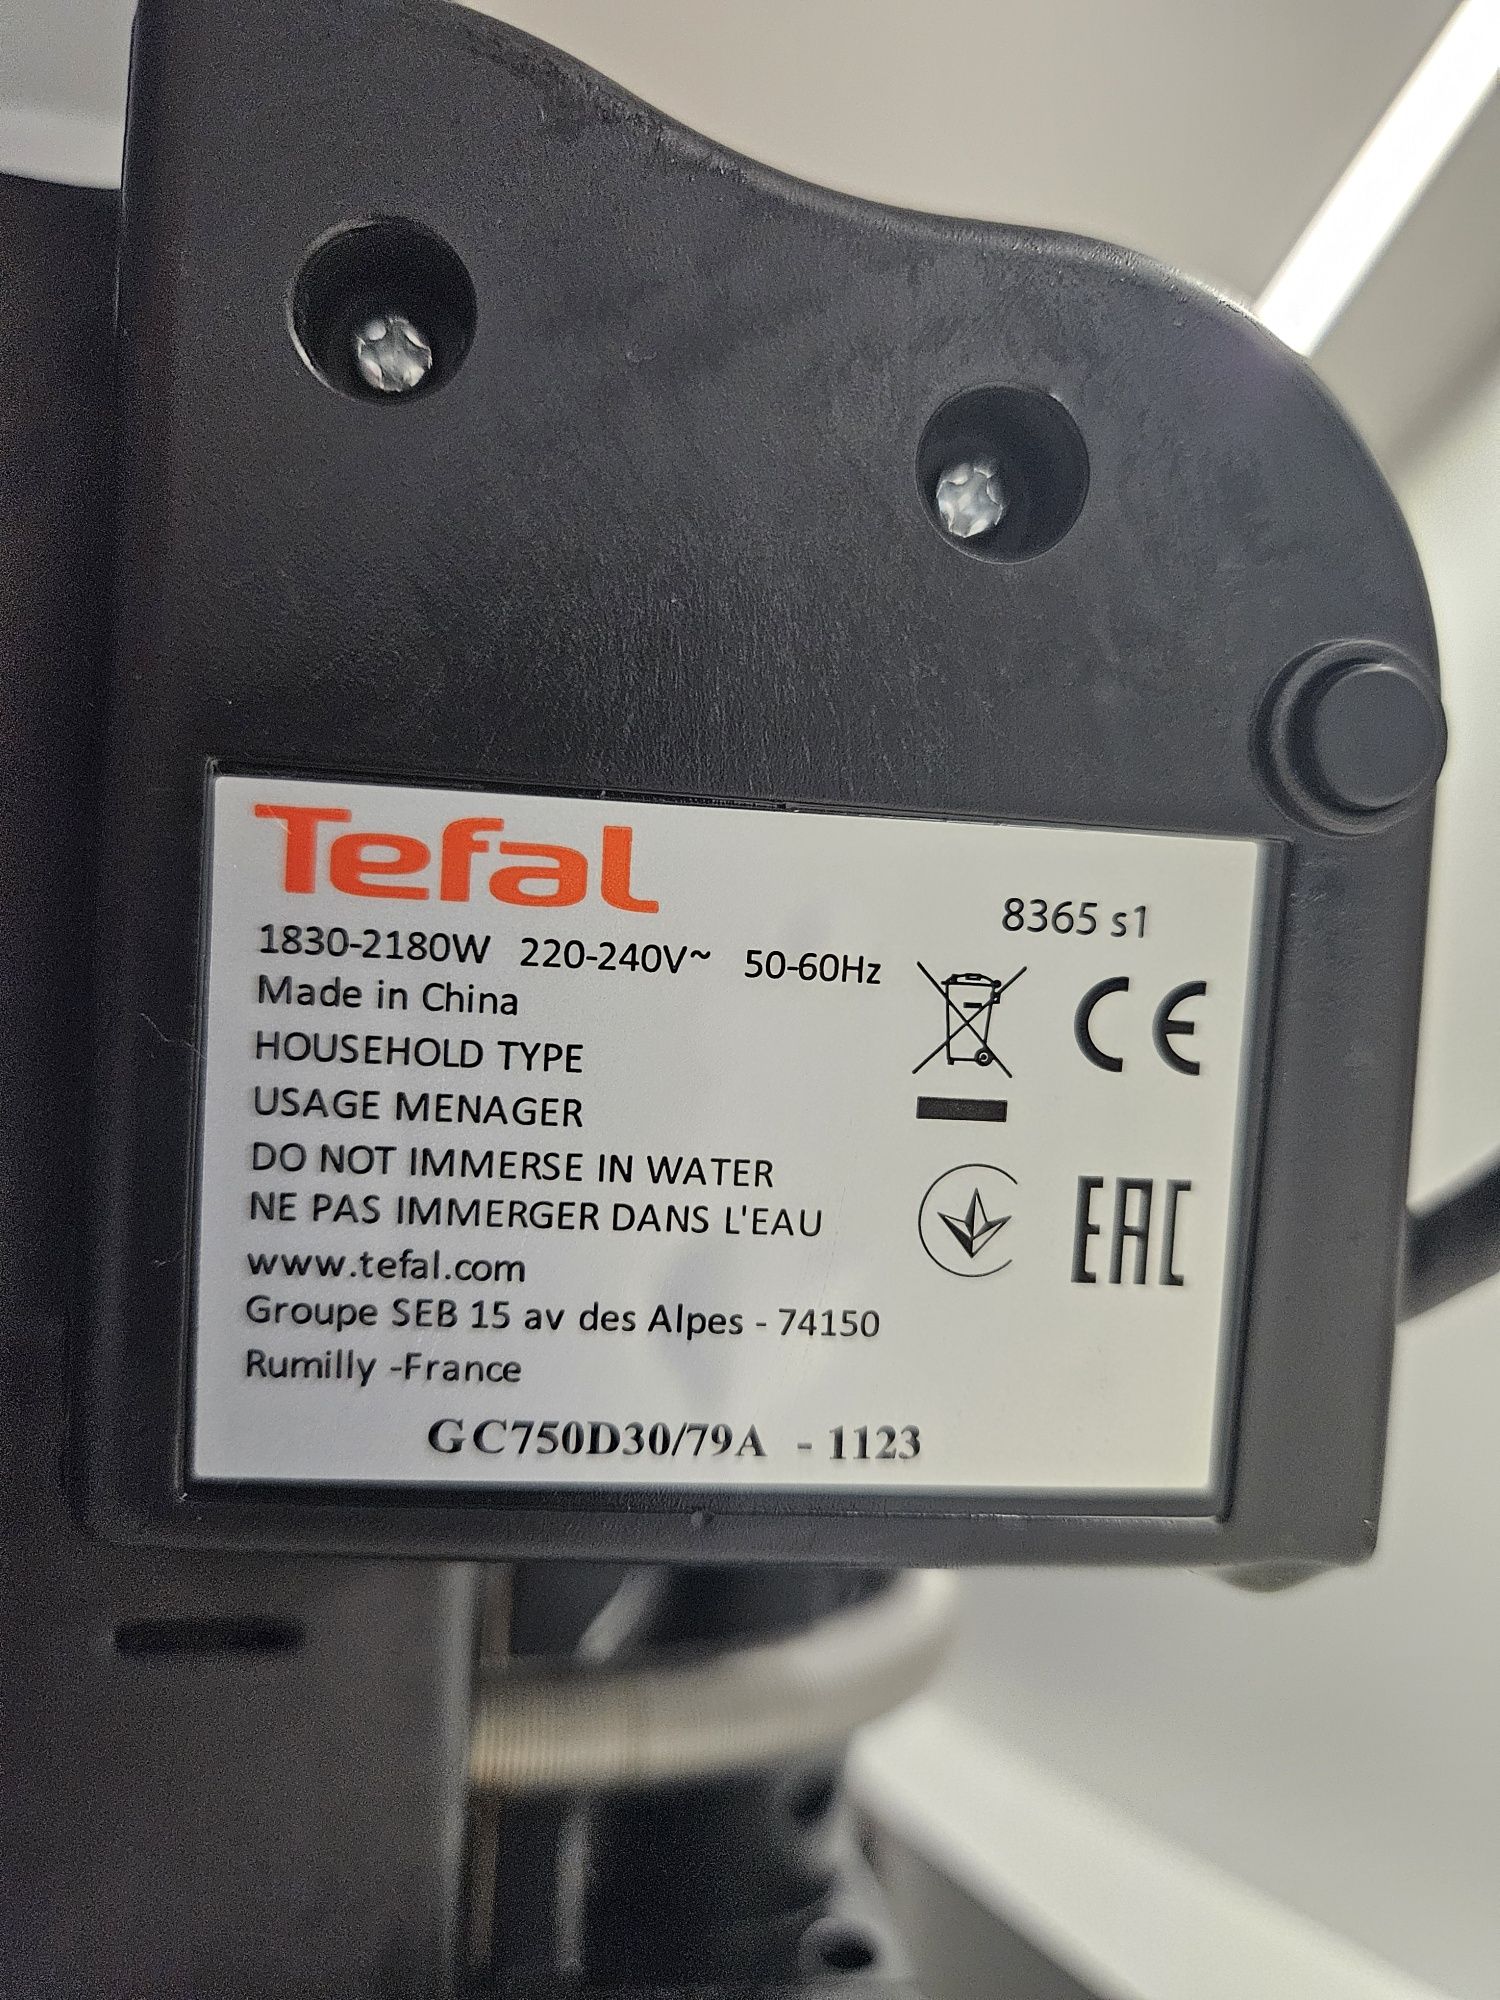 Tefal
8365 s1
1830-2180W 220-240V~ 50-60Hz
Made in China
HOUSEHOLD TYPE
USAGE MENAGER
DO NOT IMMERSE IN WATER
NE PAS IMMERGER DANS L'EAU
www.tefal.com
Groupe SEB 15 av des Alpes - 74150
Rumilly -France
CE
EAC
GC750D30/79A - 1123